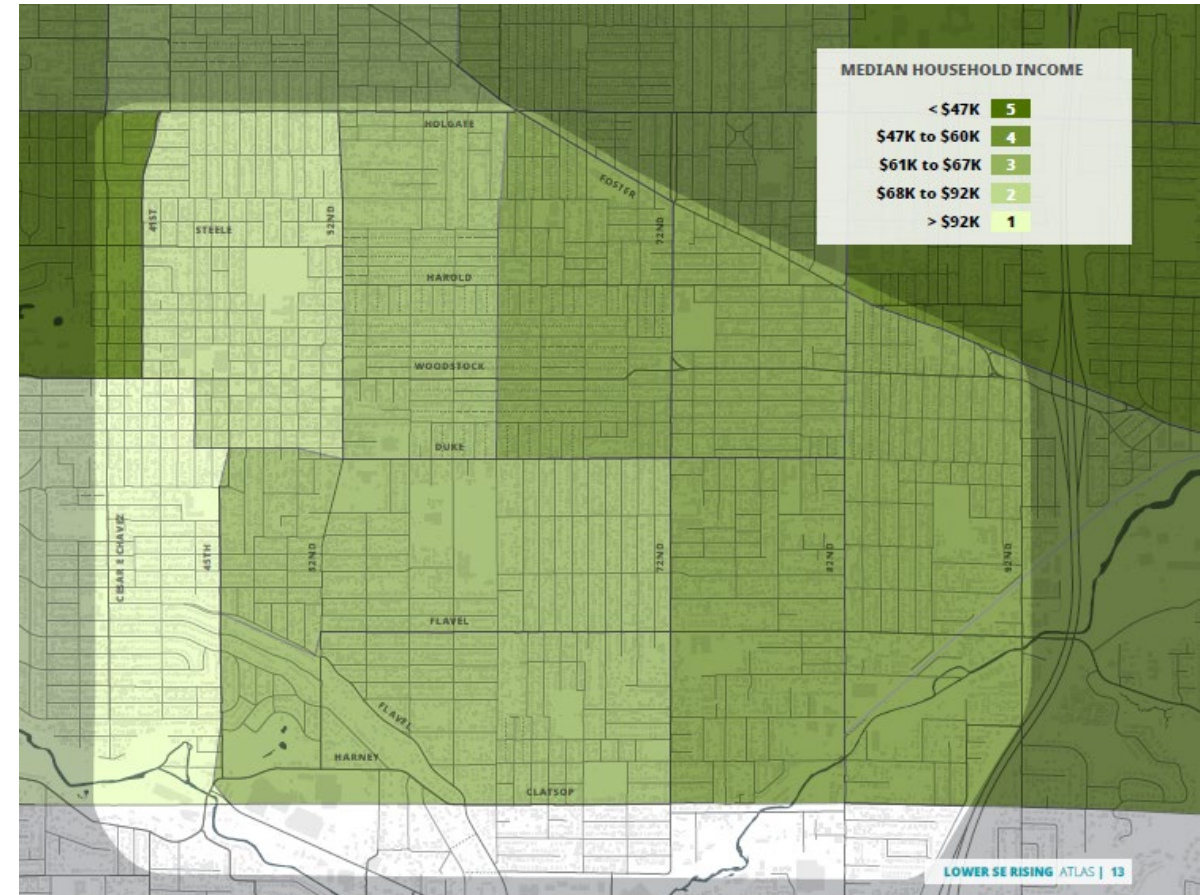 MEDIAN HOUSEHOLD INCOME
< $47K 5
$47K to $60K 4
$61K to $67K 3
$68K to $92K 2
> $92K 1
HOLGATE
FOSTER
41ST
STEELE
52ND
72ND
HAROLD
WOODSTOCK
DUKE
CESAR E CHAVEZ
45TH
52ND
72ND
82ND
92ND
FLAVEL
FLAVEL
HARNEY
CLATSOP
LOWER SE RISING ATLAS | 13